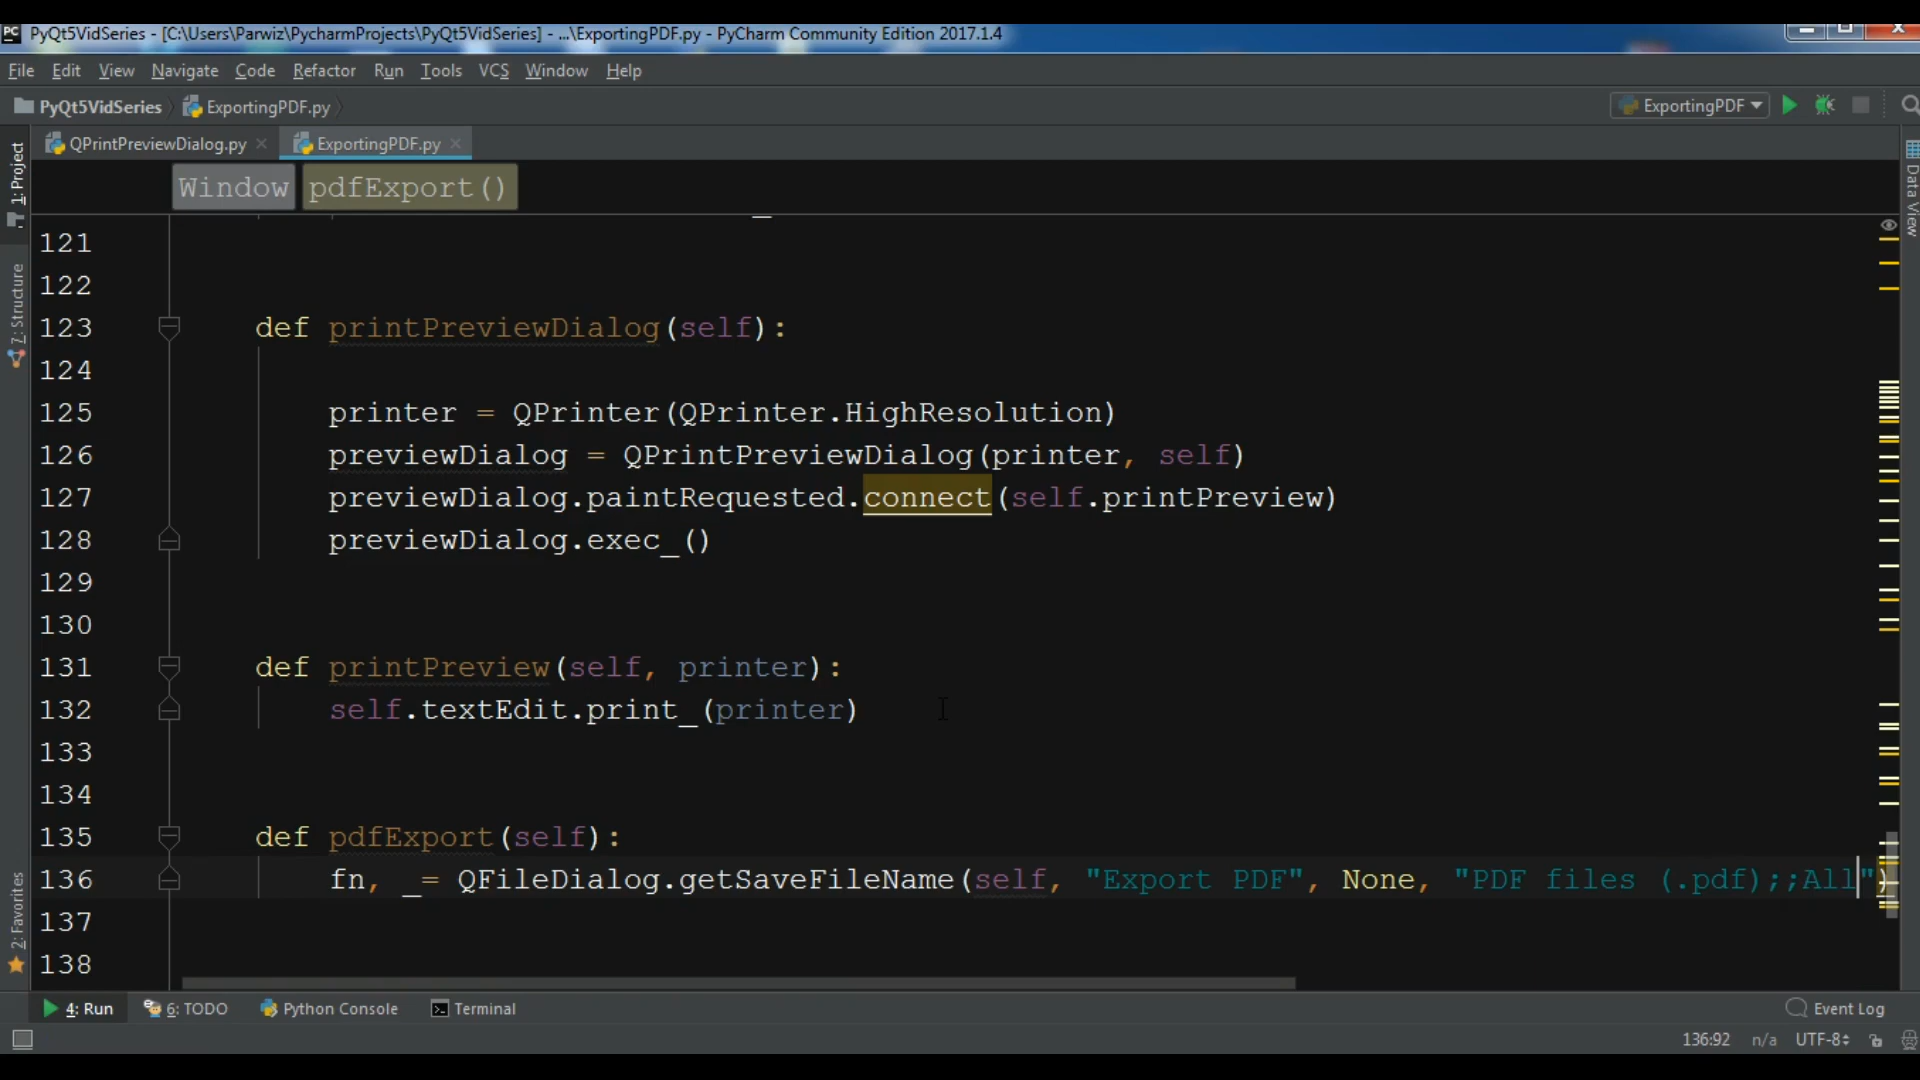 PC PyQt5VidSeries - [C:\Users\Parwiz\PycharmProjects\PyQt5VidSeries] - ...\ExportingPDF.py - PyCharm Community Edition 2017.1.4
File Edit View Navigate Code Refactor Run Tools VCS Window Help
PyQt5VidSeries ExportingPDF.py ExportingPDF
QPrintPreviewDialog.py ExportingPDF.py
Window pdfExport()
1: Project
7: Structure
2: Favorites
Data View
121
122
123 def printPreviewDialog(self):
124
125 printer = QPrinter(QPrinter.HighResolution)
126 previewDialog = QPrintPreviewDialog(printer, self)
127 previewDialog.paintRequested.connect(self.printPreview)
128 previewDialog.exec_()
129
130
131 def printPreview(self, printer):
132 self.textEdit.print_(printer)
133
134
135 def pdfExport(self):
136 fn, _= QFileDialog.getSaveFileName(self, "Export PDF", None, "PDF files (.pdf);;All")
137
138
4: Run 6: TODO Python Console Terminal Event Log
136:92 n/a UTF-8